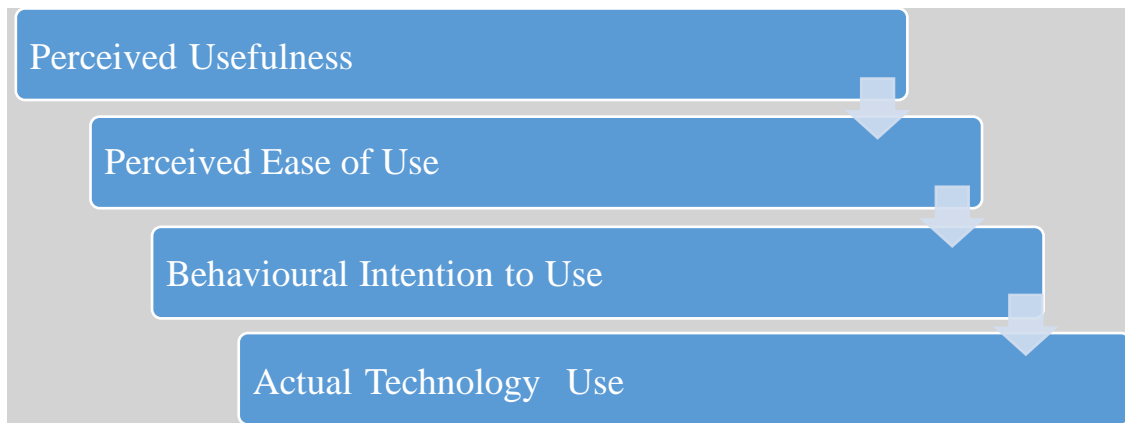 Perceived Usefulness
Perceived Ease of Use
Behavioural Intention to Use
Actual Technology Use